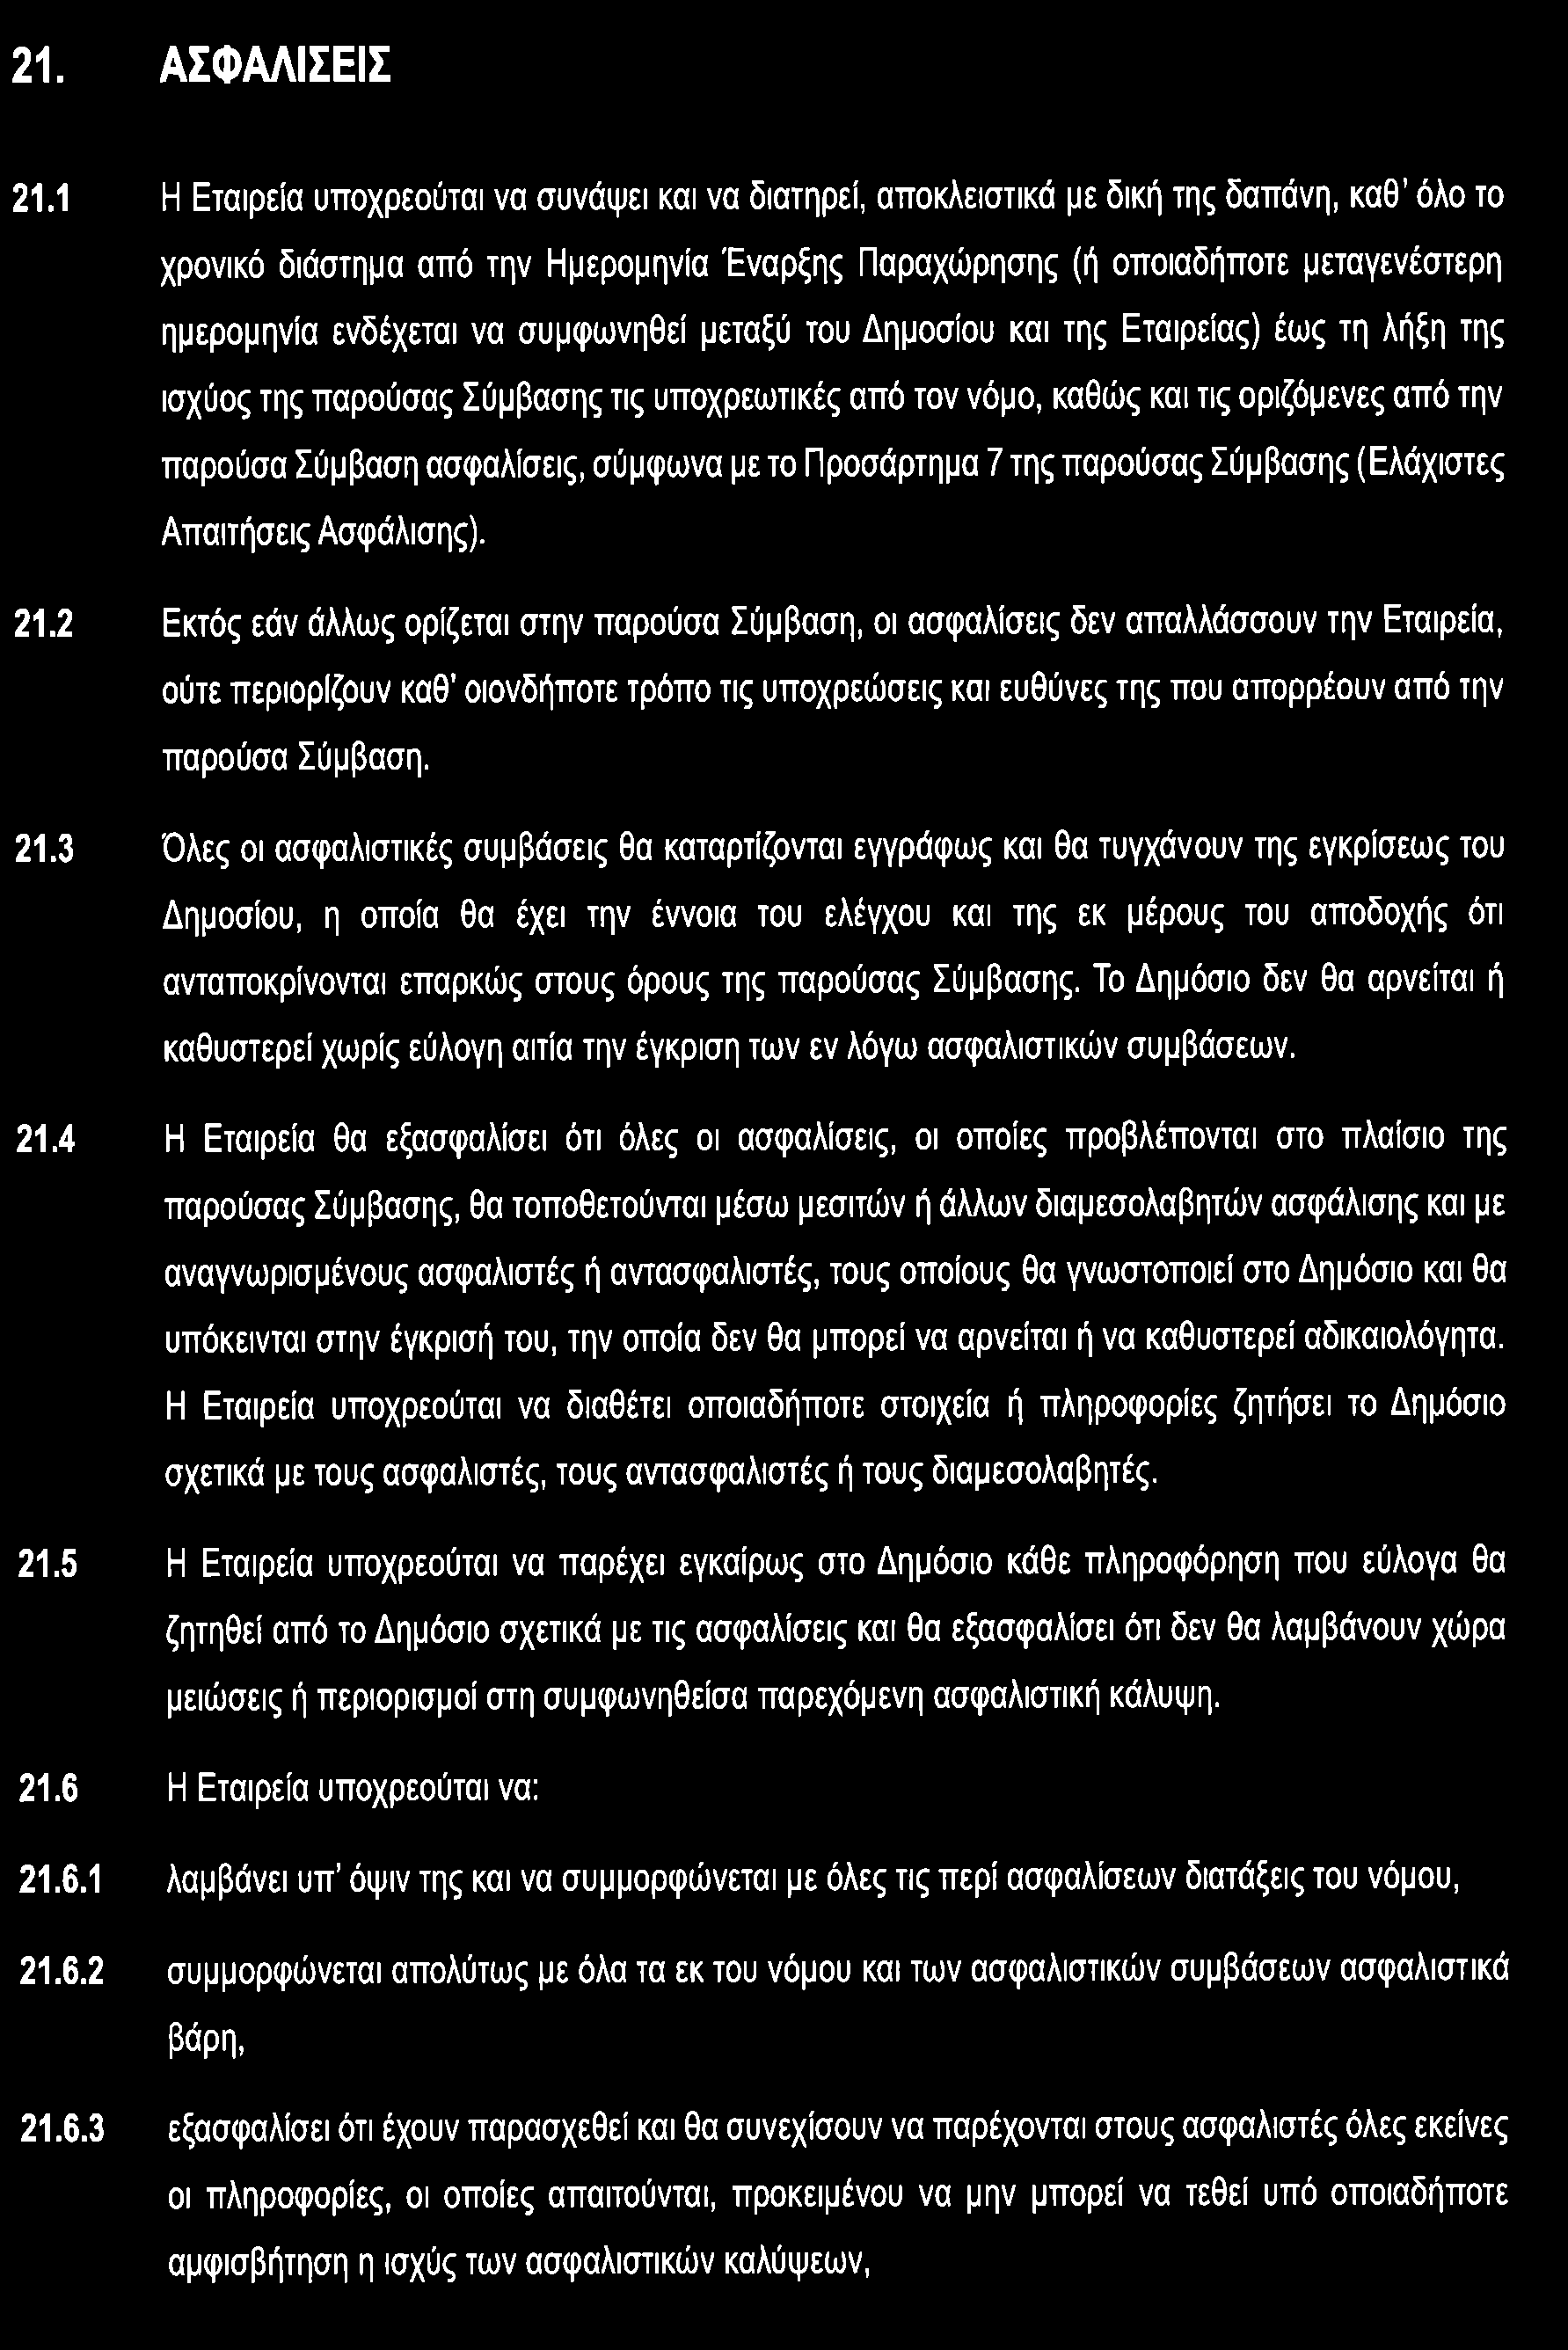 21. ΑΣΦΑΛΙΣΕΙΣ
21.1 Η Εταιρεία υποχρεούται να συνάψει και να διατηρεί, αποκλειστικά με δική της δαπάνη, καθ’ όλο το
χρονικό διάστημα από την Ημερομηνία Έναρξης Παραχώρησης (ή οποιαδήποτε μεταγενέστερη
ημερομηνία ενδέχεται να συμφωνηθεί μεταξύ του Δημοσίου και της Εταιρείας) έως τη λήξη της
ισχύος της παρούσας Σύμβασης τις υποχρεωτικές από τον νόμο, καθώς και τις οριζόμενες από την
παρούσα Σύμβαση ασφαλίσεις, σύμφωνα με το Προσάρτημα 7 της παρούσας Σύμβασης (Ελάχιστες
Απαιτήσεις Ασφάλισης).
21.2 Εκτός εάν άλλως ορίζεται στην παρούσα Σύμβαση, οι ασφαλίσεις δεν απαλλάσσουν την Εταιρεία,
ούτε περιορίζουν καθ’ οιονδήποτε τρόπο τις υποχρεώσεις και ευθύνες της που απορρέουν από την
παρούσα Σύμβαση.
21.3 Όλες οι ασφαλιστικές συμβάσεις θα καταρτίζονται εγγράφως και θα τυγχάνουν της εγκρίσεως του
Δημοσίου, η οποία θα έχει την έννοια του ελέγχου και της εκ μέρους του αποδοχής ότι
ανταποκρίνονται επαρκώς στους όρους της παρούσας Σύμβασης. Το Δημόσιο δεν θα αρνείται ή
καθυστερεί χωρίς εύλογη αιτία την έγκριση των εν λόγω ασφαλιστικών συμβάσεων.
21.4 Η Εταιρεία θα εξασφαλίσει ότι όλες οι ασφαλίσεις, οι οποίες προβλέπονται στο πλαίσιο της
παρούσας Σύμβασης, θα τοποθετούνται μέσω μεσιτών ή άλλων διαμεσολαβητών ασφάλισης και με
αναγνωρισμένους ασφαλιστές ή αντασφαλιστές, τους οποίους θα γνωστοποιεί στο Δημόσιο και θα
υπόκεινται στην έγκρισή του, την οποία δεν θα μπορεί να αρνείται ή να καθυστερεί αδικαιολόγητα.
Η Εταιρεία υποχρεούται να διαθέτει οποιαδήποτε στοιχεία ή πληροφορίες ζητήσει το Δημόσιο
σχετικά με τους ασφαλιστές, τους αντασφαλιστές ή τους διαμεσολαβητές.
21.5 Η Εταιρεία υποχρεούται να παρέχει εγκαίρως στο Δημόσιο κάθε πληροφόρηση που εύλογα θα
ζητηθεί από το Δημόσιο σχετικά με τις ασφαλίσεις και θα εξασφαλίσει ότι δεν θα λαμβάνουν χώρα
μειώσεις ή περιορισμοί στη συμφωνηθείσα παρεχόμενη ασφαλιστική κάλυψη.
21.6 Η Εταιρεία υποχρεούται να:
21.6.1 λαμβάνει υπ’ όψιν της και να συμμορφώνεται με όλες τις περί ασφαλίσεων διατάξεις του νόμου,
21.6.2 συμμορφώνεται απολύτως με όλα τα εκ του νόμου και των ασφαλιστικών συμβάσεων ασφαλιστικά
βάρη,
21.6.3 εξασφαλίσει ότι έχουν παρασχεθεί και θα συνεχίσουν να παρέχονται στους ασφαλιστές όλες εκείνες
οι πληροφορίες, οι οποίες απαιτούνται, προκειμένου να μην μπορεί να τεθεί υπό οποιαδήποτε
αμφισβήτηση η ισχύς των ασφαλιστικών καλύψεων,